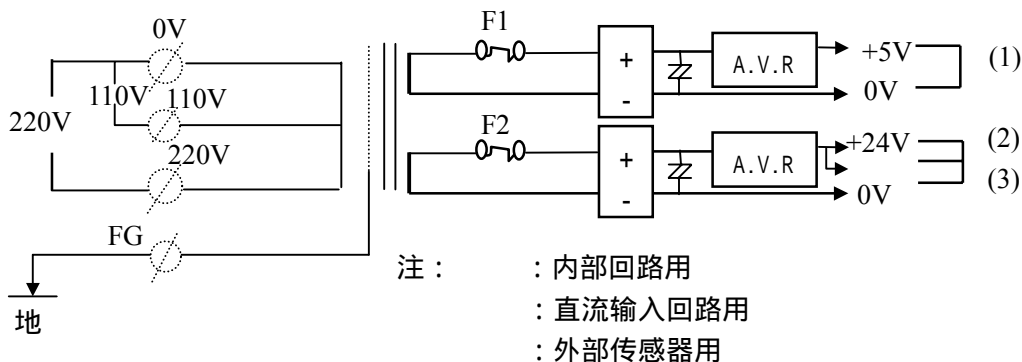 0V
F1
+
-
A.V.R
+5V
(1)
0V
110V
110V
220V
F2
220V
+
-
A.V.R
+24V
(2)
(3)
0V
FG
地
注：
：内部回路用
：直流输入回路用
：外部传感器用